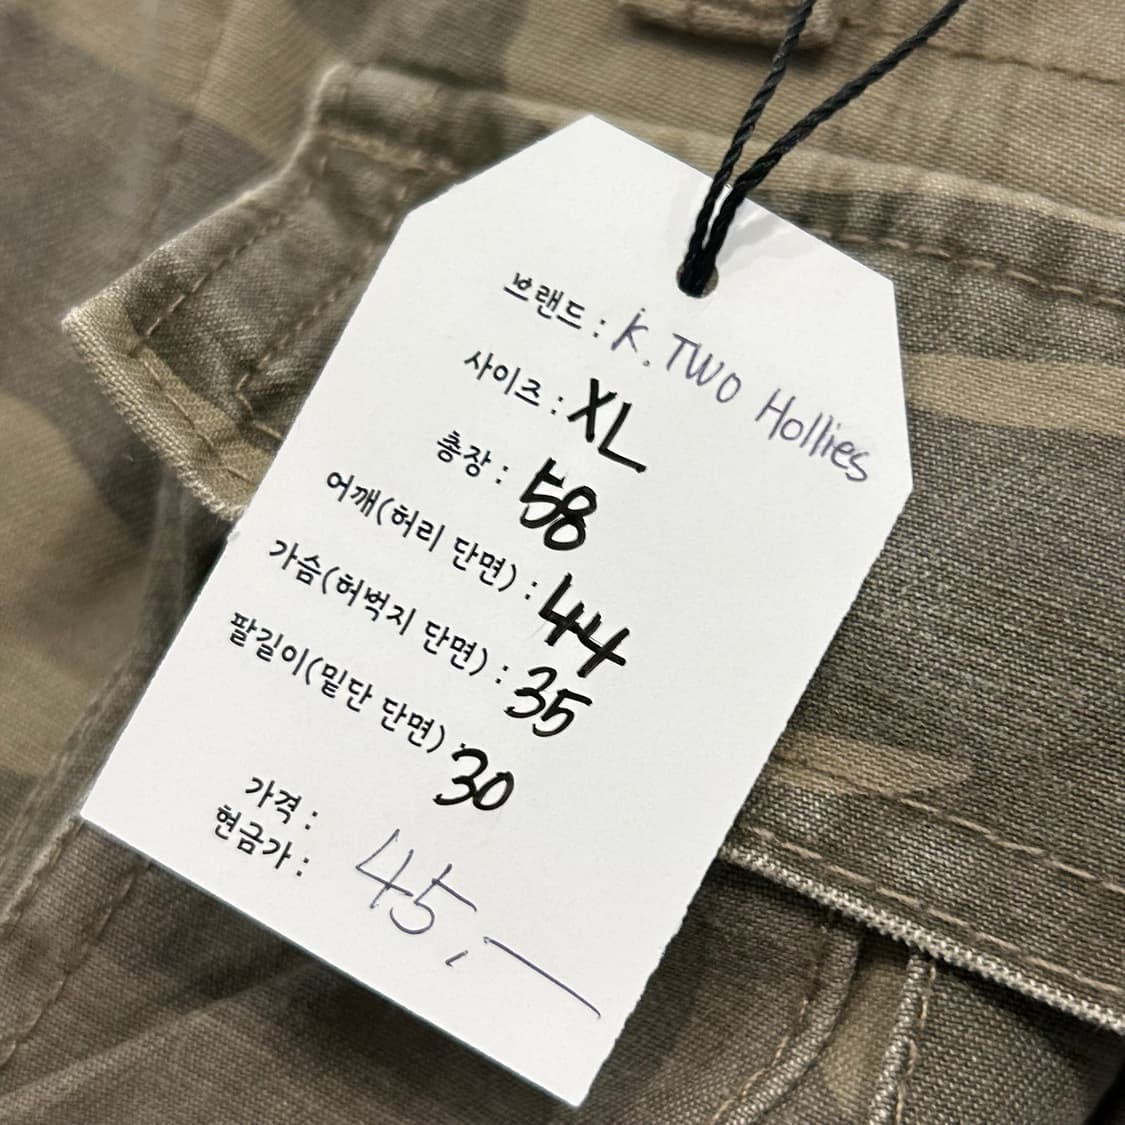 브랜드 : K. TWO Hollies
사이즈 : XL
총장 : 58
어깨(허리 단면) : 44
가슴(허벅지 단면) : 35
팔길이(밑단 단면) : 30
가격 :
현금가 : 45,—